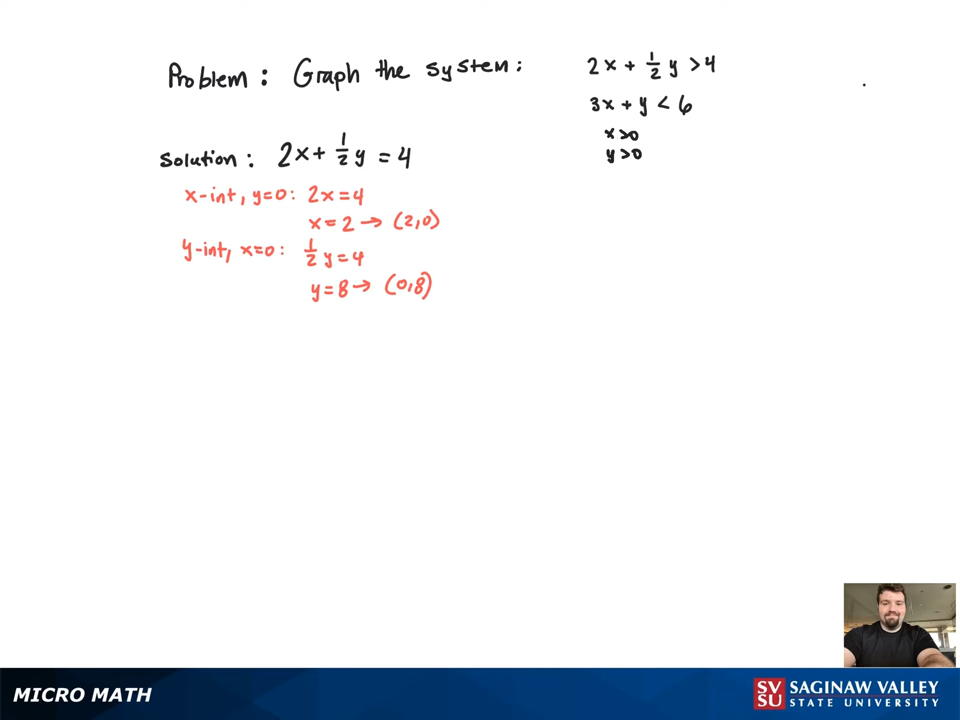 Problem: Graph the system:
2x + 1/2 y > 4
3x + y < 6
x>0
y>0
Solution: 2x + 1/2 y = 4
x-int, y=0: 2x = 4
x = 2 → (2,0)
y-int, x=0: 1/2 y = 4
y = 8 → (0,8)
MICRO MATH
SV
SU
SAGINAW VALLEY
STATE UNIVERSITY